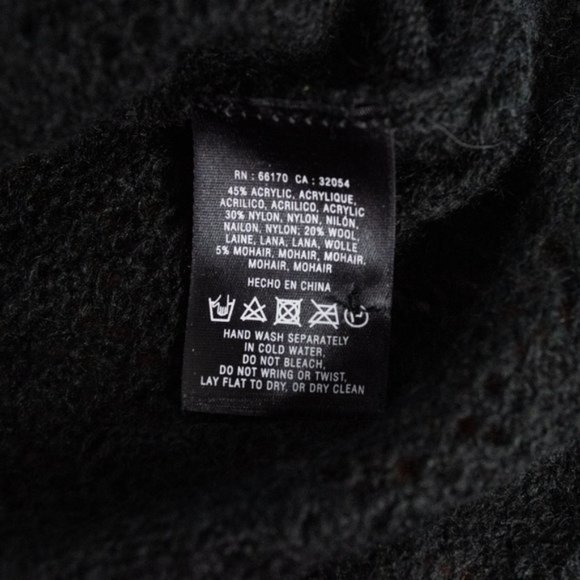 RN : 66170 CA : 32054
45% ACRYLIC, ACRYLIQUE,
ACRILICO, ACRILICO, ACRYLIC
30% NYLON, NYLON, NILÓN,
NAILON, NYLON; 20% WOOL,
LAINE, LANA, LANA, WOLLE
5% MOHAIR, MOHAIR, MOHAIR,
MOHAIR, MOHAIR
HECHO EN CHINA
HAND WASH SEPARATELY
IN COLD WATER,
DO NOT BLEACH,
DO NOT WRING OR TWIST,
LAY FLAT TO DRY, OR DRY CLEAN